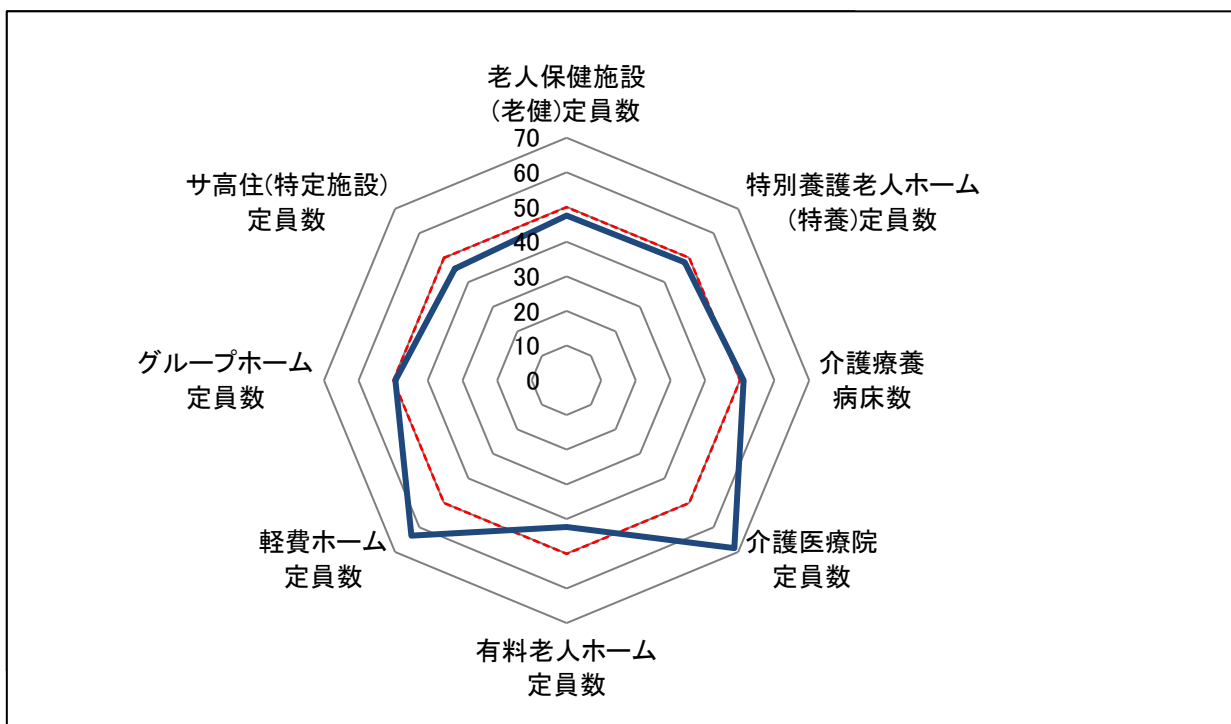 老人保健施設
(老健)定員数
特別養護老人ホーム
(特養)定員数
介護療養
病床数
介護医療院
定員数
有料老人ホーム
定員数
軽費ホーム
定員数
グループホーム
定員数
サ高住(特定施設)
定員数
70
60
50
40
30
20
10
0